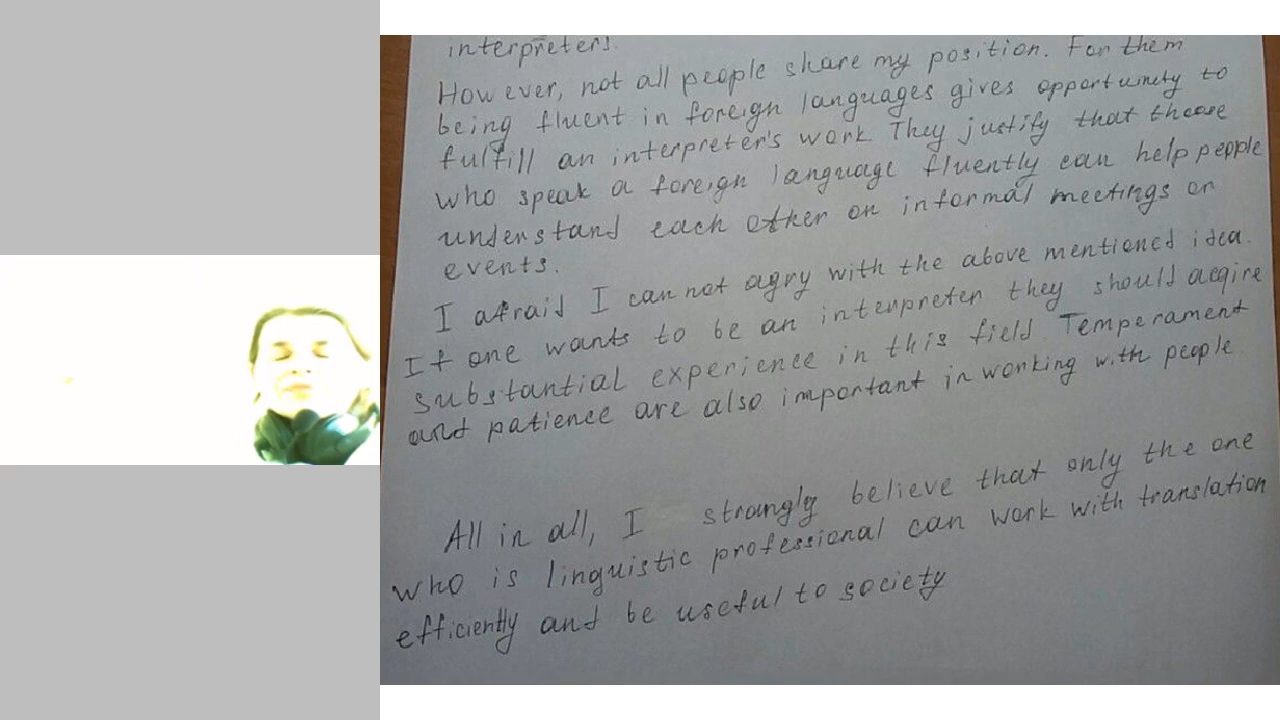 interpreters.
However, not all people share my position. For them
being fluent in foreign languages gives opportunity to
fulfill an interpreter's work They justify that
who speak a foreign language fluently can help people
understand each other on informal meetings or
events.
I afraid I can not agry with the above mentioned idea.
If one wants to be an interpreter they should aeqire
substantial experience in this field Temperament
and patience are also important in working with people
All in all, I strongly believe that only the one
who is linguistic professional can work with translation
efficiently and be useful to society